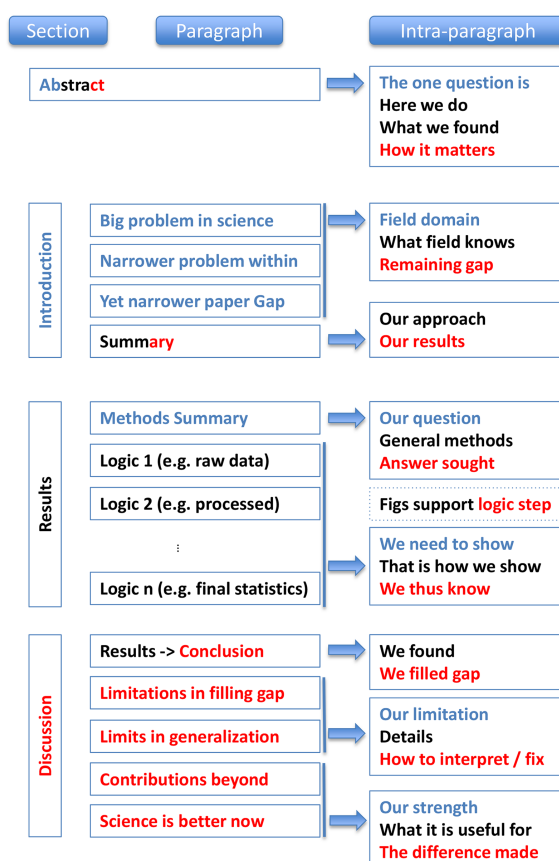 Section
Paragraph
Intra-paragraph
Abstract
The one question is
Here we do
What we found
How it matters
Introduction
Big problem in science
Narrower problem within
Yet narrower paper Gap
Summary
Field domain
What field knows
Remaining gap
Our approach
Our results
Results
Methods Summary
Logic 1 (e.g. raw data)
Logic 2 (e.g. processed)
...
Logic n (e.g. final statistics)
Our question
General methods
Answer sought
Figs support logic step
We need to show
That is how we show
We thus know
Discussion
Results -> Conclusion
Limitations in filling gap
Limits in generalization
Contributions beyond
Science is better now
We found
We filled gap
Our limitation
Details
How to interpret / fix
Our strength
What it is useful for
The difference made